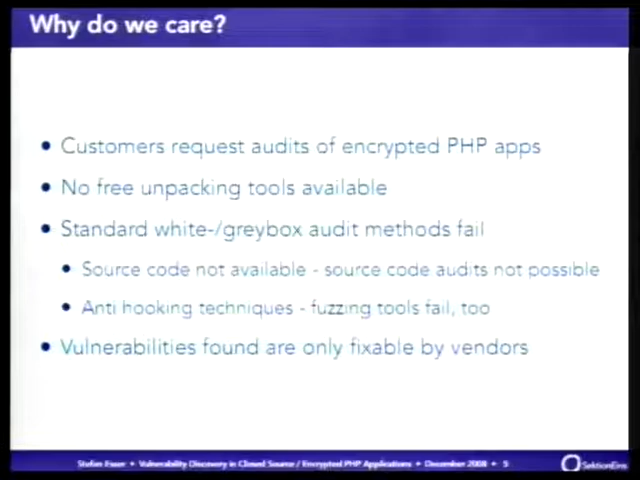 Why do we care?
Customers request audits of encrypted PHP apps
No free unpacking tools available
Standard white-/greybox audit methods fail
Source code not available - source code audits not possible
Anti hooking techniques - fuzzing tools fail, too
Vulnerabilities found are only fixable by vendors
Stefan Esser • Vulnerability Discovery in Closed Source / Encrypted PHP Applications • December 2008 • 5
SektionEins